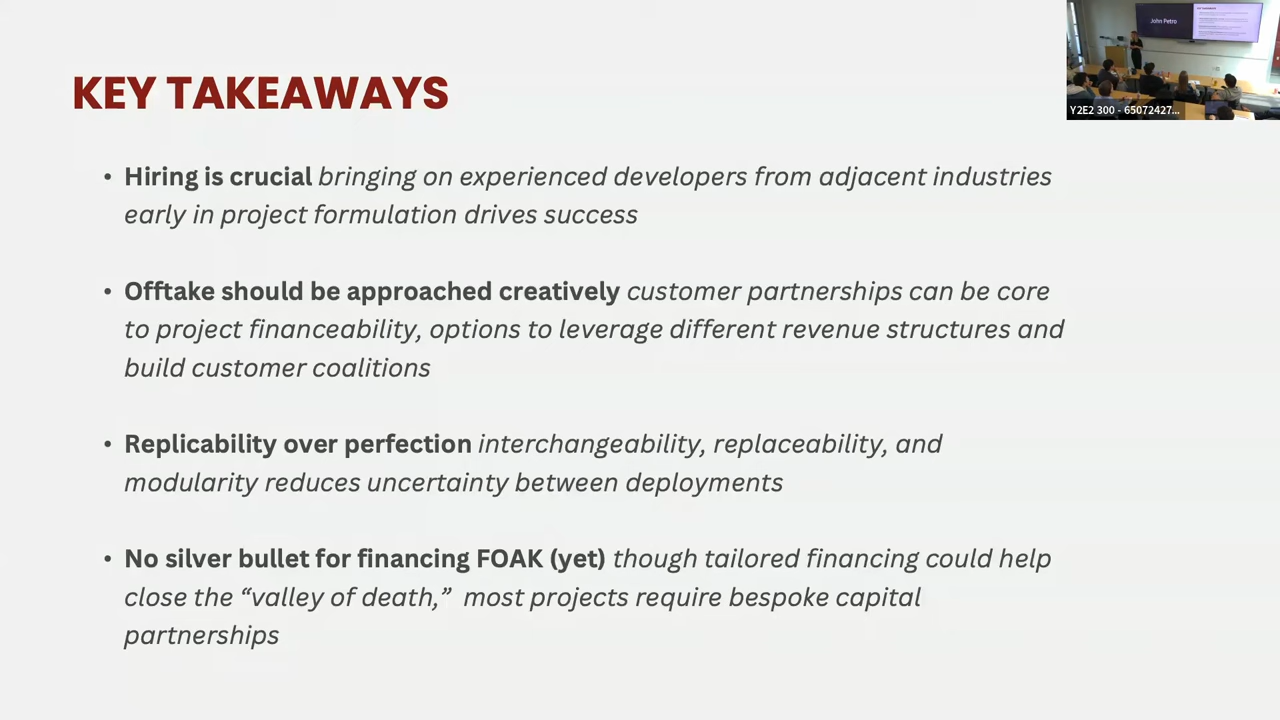 KEY TAKEAWAYS
• Hiring is crucial bringing on experienced developers from adjacent industries
early in project formulation drives success
• Offtake should be approached creatively customer partnerships can be core
to project financeability, options to leverage different revenue structures and
build customer coalitions
• Replicability over perfection interchangeability, replaceability, and
modularity reduces uncertainty between deployments
• No silver bullet for financing FOAK (yet) though tailored financing could help
close the “valley of death,” most projects require bespoke capital
partnerships
John Petro
Y2E2 300 - 65072427...